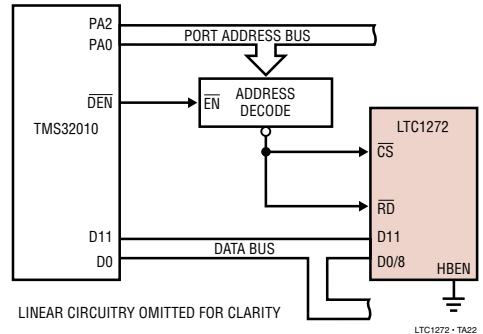 PA2
PA0
PORT ADDRESS BUS
DEN
EN
ADDRESS
DECODE
TMS32010
LTC1272
CS
RD
D11
D0
DATA BUS
D11
D0/8
HBEN
LINEAR CIRCUITRY OMITTED FOR CLARITY
LTC1272 • TA22